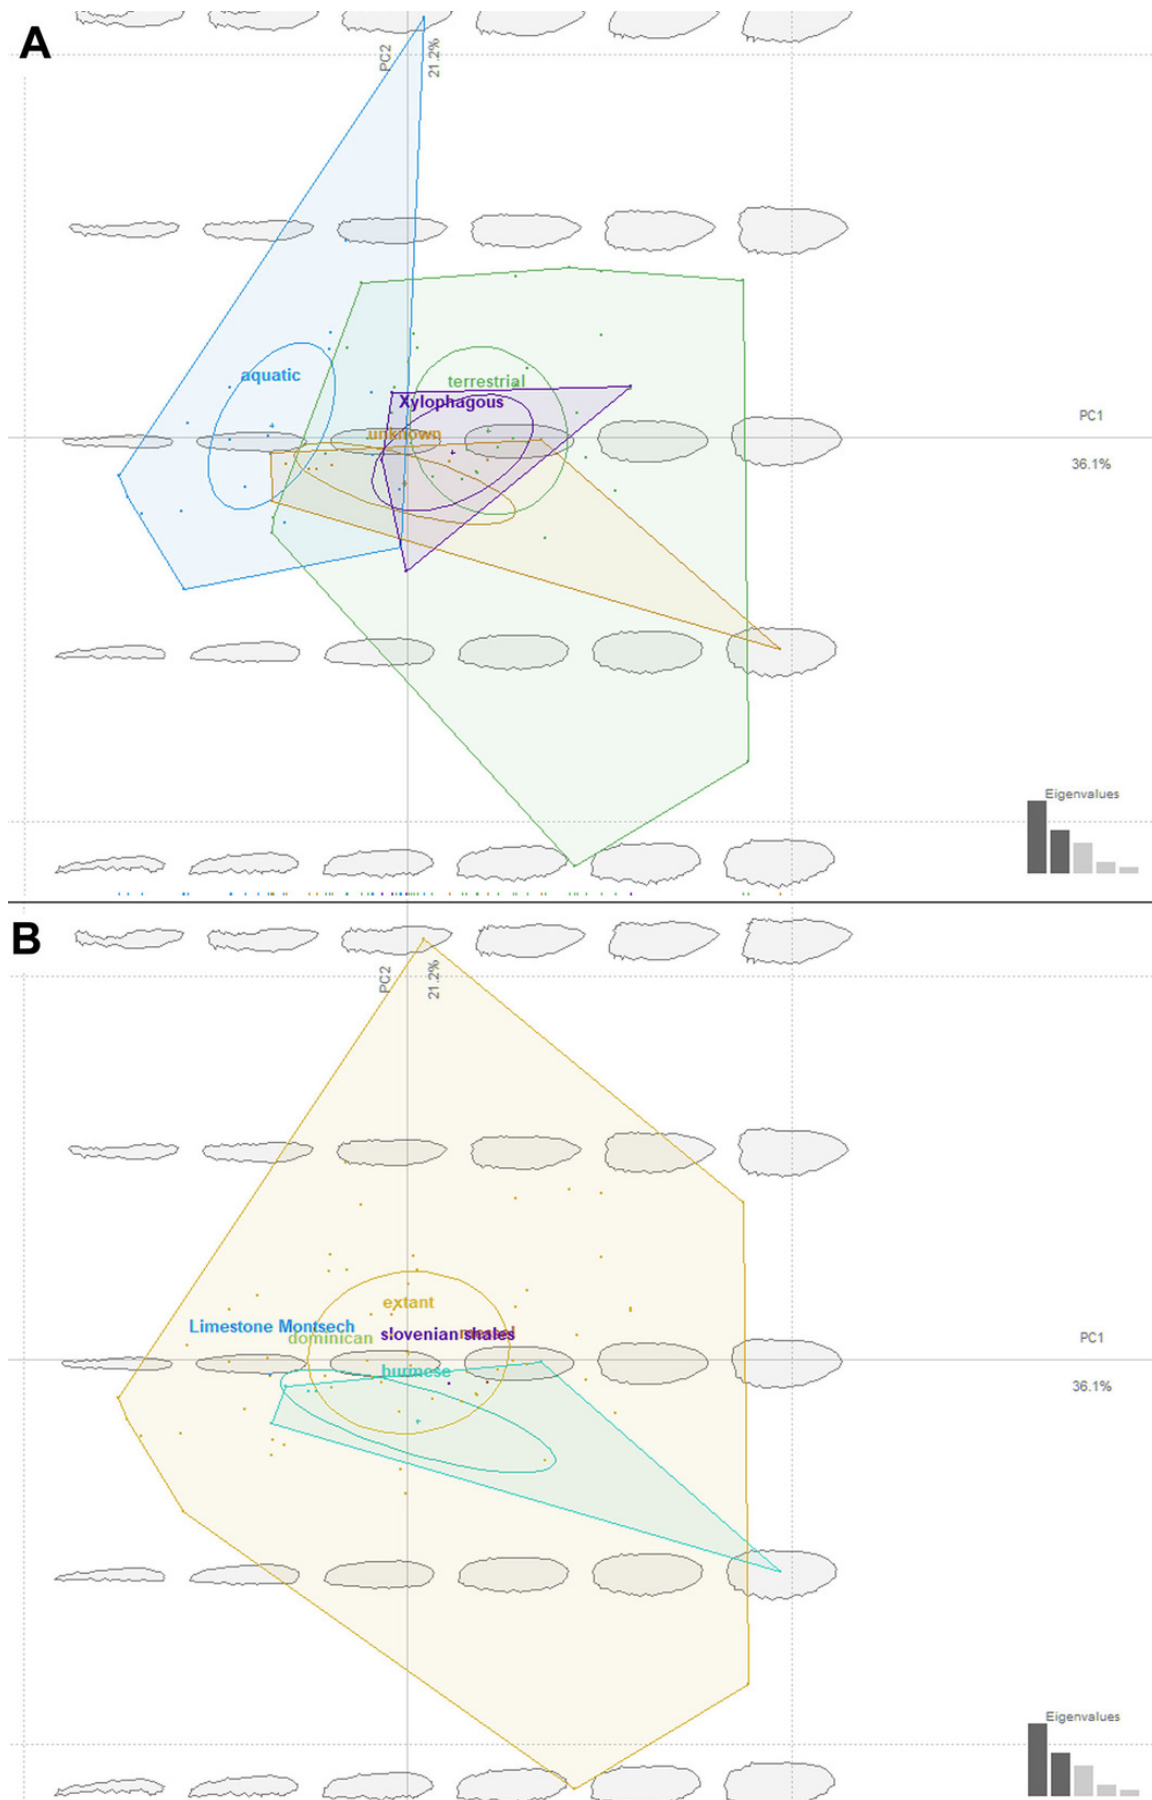 A
PC2
21.2%
aquatic
terrestrial
Xylophagous
unknown
PC1
36.1%
Eigenvalues
B
PC2
21.2%
extant
Limestone Montsech
dominican
slovenian shales
burmese
PC1
36.1%
Eigenvalues